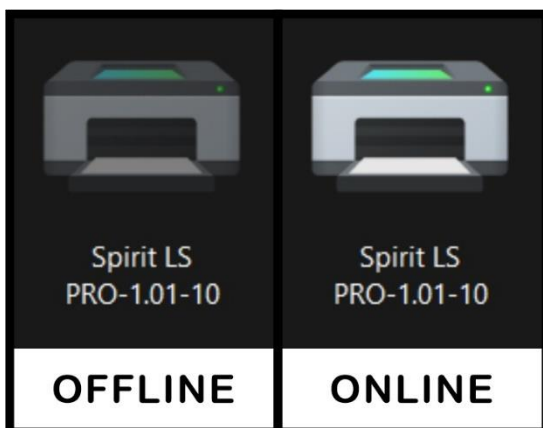 Spirit LS
PRO-1.01-10
OFFLINE
Spirit LS
PRO-1.01-10
ONLINE